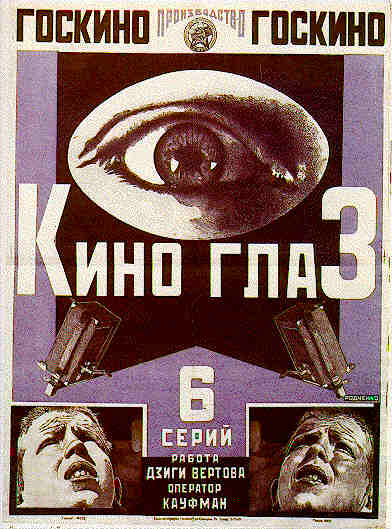 ГОСКИНО ПРОИЗВОДСТВО ГОСКИНО
КИНО ГЛАЗ
6
СЕРИЙ
РОДЧЕНКО
РАБОТА
ДЗИГИ ВЕРТОВА
ОПЕРАТОР
КАУФМАН